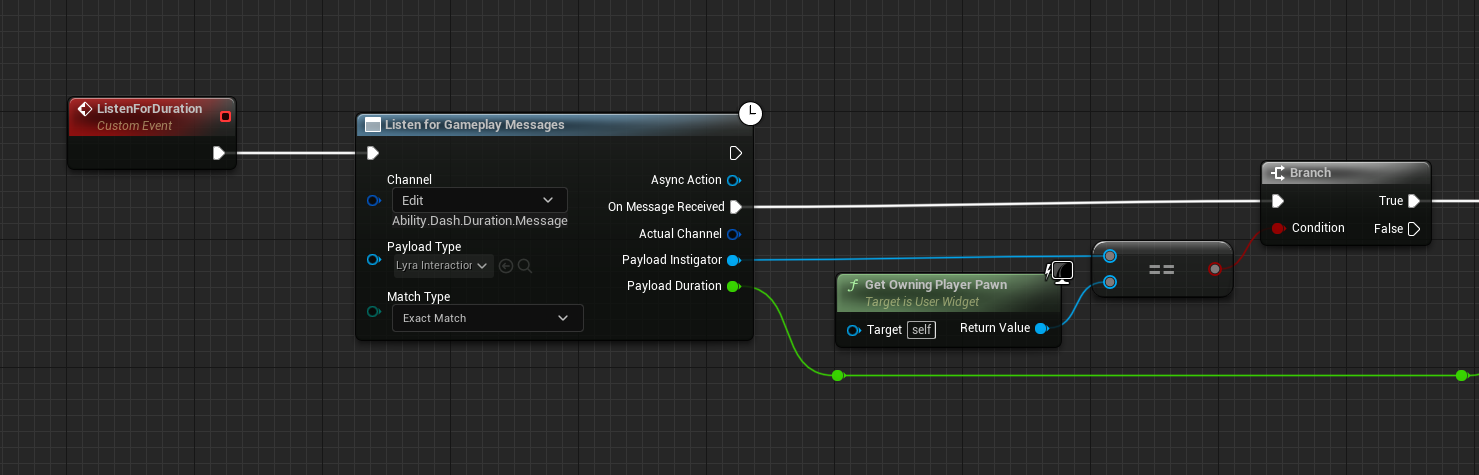 ListenForDuration
Custom Event
Listen for Gameplay Messages
Channel
Edit
Ability.Dash.Duration.Message
Payload Type
Lyra Interaction
Match Type
Exact Match
Async Action
On Message Received
Actual Channel
Payload Instigator
Payload Duration
f Get Owning Player Pawn
Target is User Widget
Target self
Return Value
==
Branch
True
Condition
False